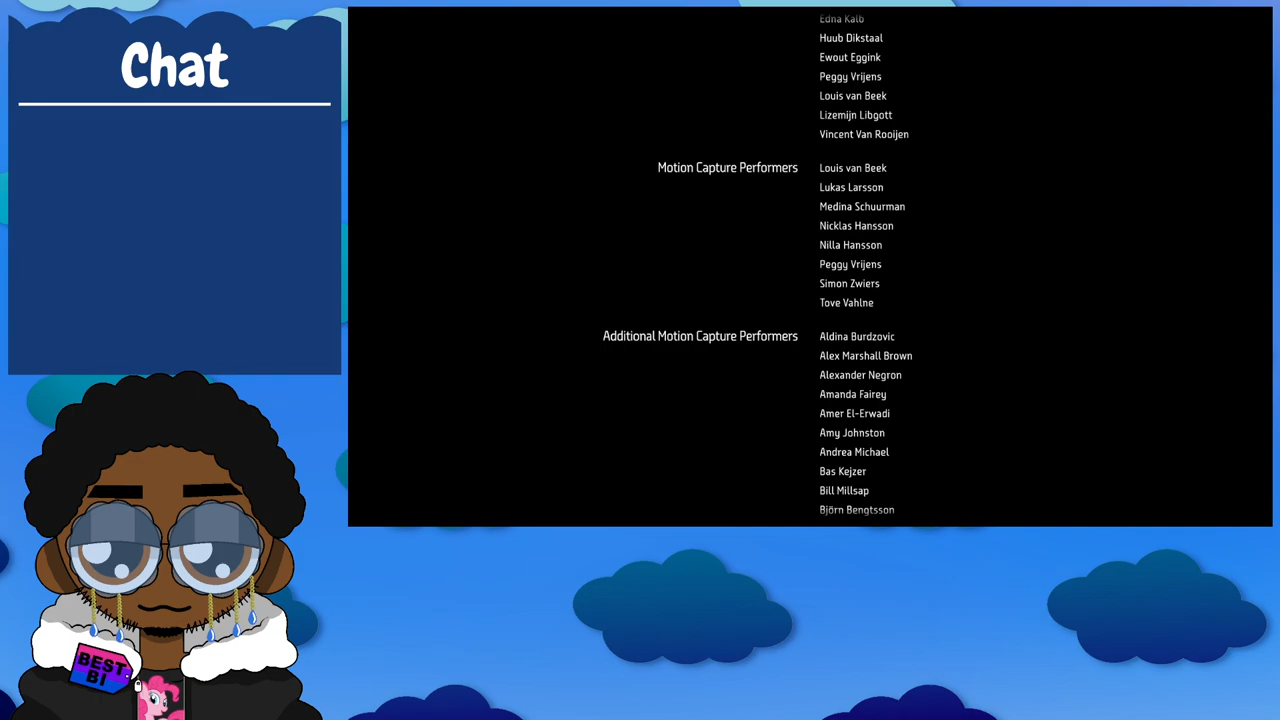 Chat
Edna Kalb
Huub Dikstaal
Ewout Eggink
Peggy Vrijens
Louis van Beek
Lizemijn Libgott
Vincent Van Rooijen
Motion Capture Performers
Louis van Beek
Lukas Larsson
Medina Schuurman
Nicklas Hansson
Nilla Hansson
Peggy Vrijens
Simon Zwiers
Tove Vahlne
Additional Motion Capture Performers
Aldina Burdzovic
Alex Marshall Brown
Alexander Negron
Amanda Fairey
Amer El-Erwadi
Amy Johnston
Andrea Michael
Bas Kejzer
Bill Millsap
Björn Bengtsson
BEST
BI